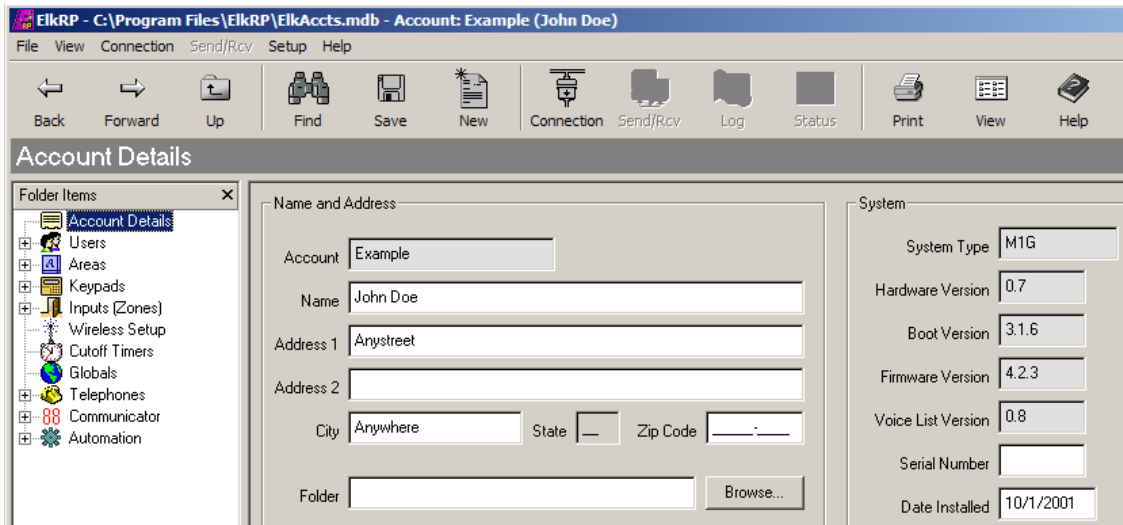 ElkRP - C:\Program Files\ElkRP\ElkAccts.mdb - Account: Example (John Doe)
File View Connection Send/Rcv Setup Help
Back Forward Up Find Save New Connection Send/Rcv Log Status Print View Help
Account Details
Folder Items
Account Details
Users
Areas
Keypads
Inputs (Zones)
Wireless Setup
Cutoff Timers
Globals
Telephones
88 Communicator
Automation
Name and Address
Account Example
Name John Doe
Address 1 Anystreet
Address 2
City Anywhere State __ Zip Code _____-____
Folder Browse...
System
System Type M1G
Hardware Version 0.7
Boot Version 3.1.6
Firmware Version 4.2.3
Voice List Version 0.8
Serial Number
Date Installed 10/1/2001